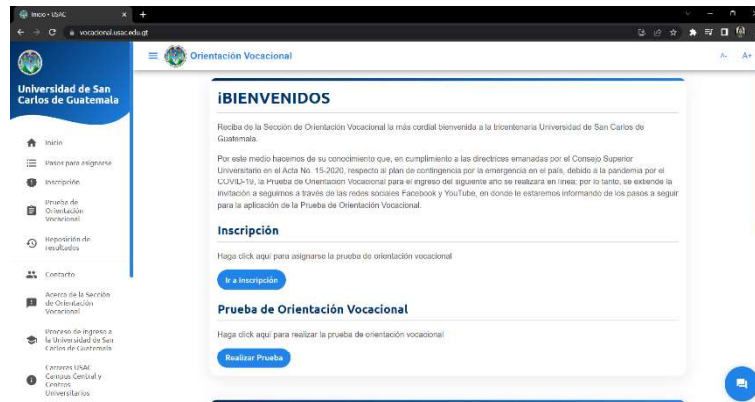 Inicio - USAC
vocacional.usac.edu.gt
Universidad de San
Carlos de Guatemala
Orientación Vocacional
A-
A+
Inicio
Pasos para asignarse
Inscripción
Prueba de
Orientación
Vocacional
Reposición de
resultados
Contacto
Acerca de la Sección
de Orientación
Vocacional
Proceso de ingreso a
la Universidad de San
Carlos de Guatemala
Carreras USAC
Campus Central y
Centros
Universitarios
¡BIENVENIDOS
Reciba de la Sección de Orientación Vocacional la más cordial bienvenida a la tricentenaria Universidad de San Carlos de
Guatemala.
Por este medio hacemos de su conocimiento que, en cumplimiento a las directrices emanadas por el Consejo Superior
Universitario en el Acta No. 15-2020, respecto al plan de contingencia por la emergencia en el país, debido a la pandemia por el
COVID-19, la Prueba de Orientación Vocacional para el ingreso del siguiente año se realizará en línea; por lo tanto, se extiende la
invitación a seguirnos a través de las redes sociales Facebook y YouTube, en donde le estaremos informando de los pasos a seguir
para la aplicación de la Prueba de Orientación Vocacional.
Inscripción
Haga click aquí para asignarse la prueba de orientación vocacional
Ir a Inscripción
Prueba de Orientación Vocacional
Haga click aquí para realizar la prueba de orientación vocacional
Realizar Prueba